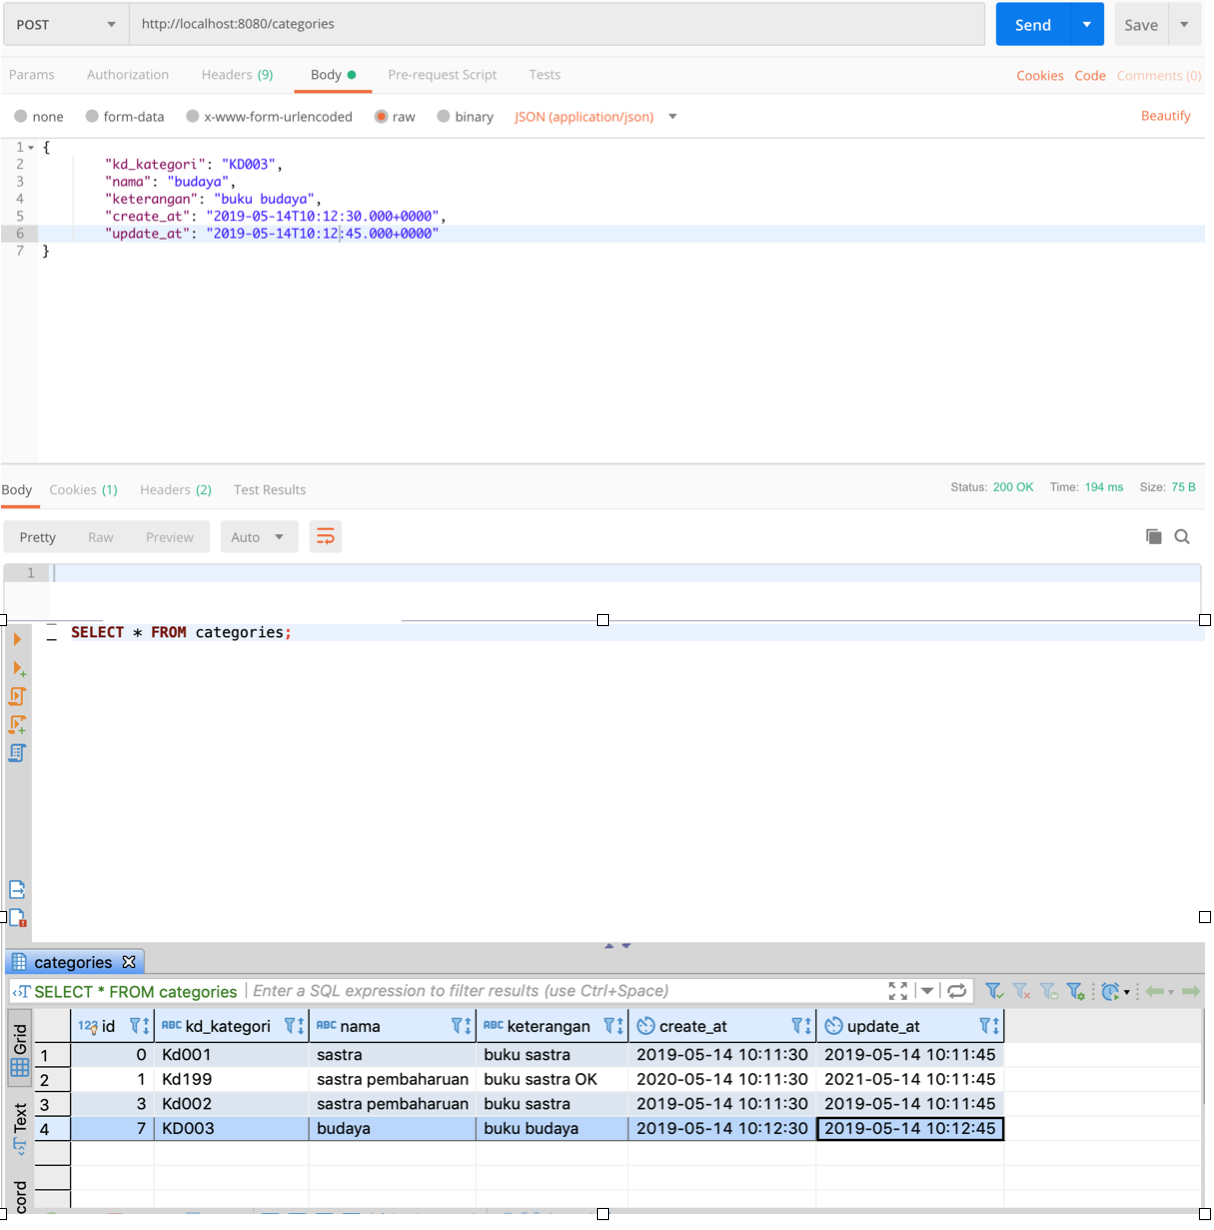 POST http://localhost:8080/categories Send Save
Params Authorization Headers (9) Body Pre-request Script Tests Cookies Code Comments (0)
none form-data x-www-form-urlencoded raw binary JSON (application/json) Beautify
1 {
2 "kd_kategori": "KD003",
3 "nama": "budaya",
4 "keterangan": "buku budaya",
5 "create_at": "2019-05-14T10:12:30.000+0000",
6 "update_at": "2019-05-14T10:12:45.000+0000"
7 }
Body Cookies (1) Headers (2) Test Results Status: 200 OK Time: 194 ms Size: 75 B
Pretty Raw Preview Auto
1
SELECT * FROM categories;
categories
SELECT * FROM categories Enter a SQL expression to filter results (use Ctrl+Space)
Grid
Text
cord
123 id ABC kd_kategori ABC nama ABC keterangan create_at update_at
1 0 Kd001 sastra buku sastra 2019-05-14 10:11:30 2019-05-14 10:11:45
2 1 Kd199 sastra pembaharuan buku sastra OK 2020-05-14 10:11:30 2021-05-14 10:11:45
3 3 Kd002 sastra pembaharuan buku sastra 2019-05-14 10:11:30 2019-05-14 10:11:45
4 7 KD003 budaya buku budaya 2019-05-14 10:12:30 2019-05-14 10:12:45